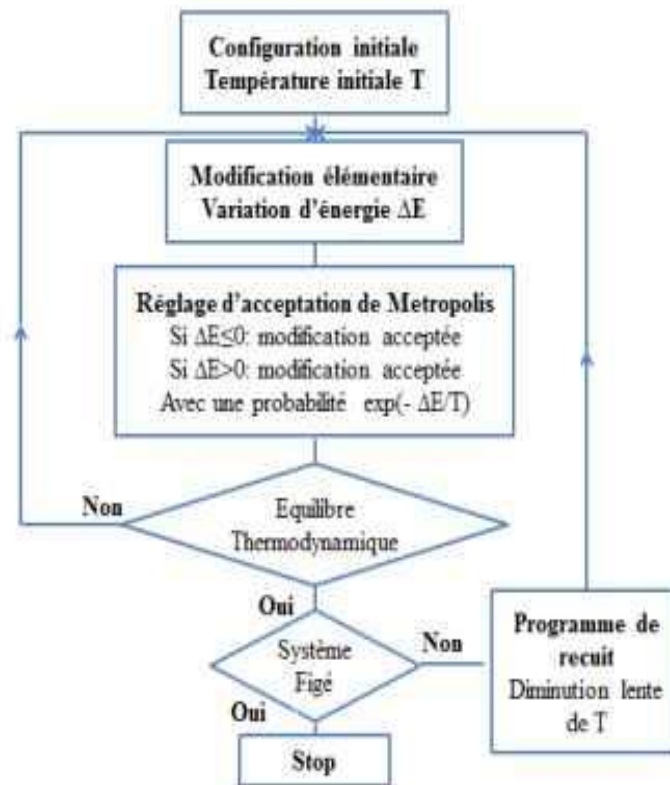 Configuration initiale
Température initiale T
Modification élémentaire
Variation d'énergie ΔE
Réglage d'acceptation de Metropolis
Si ΔE≤0: modification acceptée
Si ΔE>0: modification acceptée
Avec une probabilité exp(- ΔE/T)
Non
Equilibre
Thermodynamique
Oui
Système
Figé
Non
Programme de
recuit
Diminution lente
de T
Oui
Stop